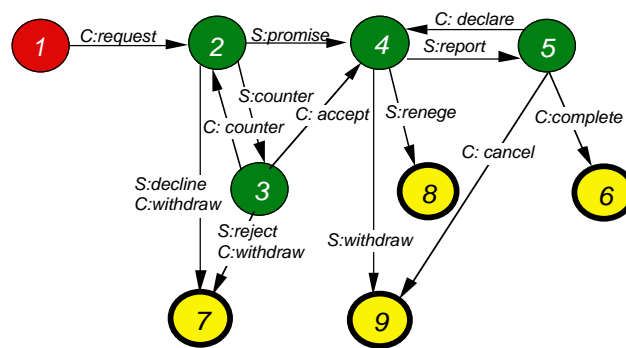 C: declare
1
C:request
2
S:promise
4
S:report
5
S:counter
C: counter
C: accept
S:renege
C:complete
C: cancel
S:decline
C:withdraw
3
8
6
S:reject
C:withdraw
S:withdraw
7
9